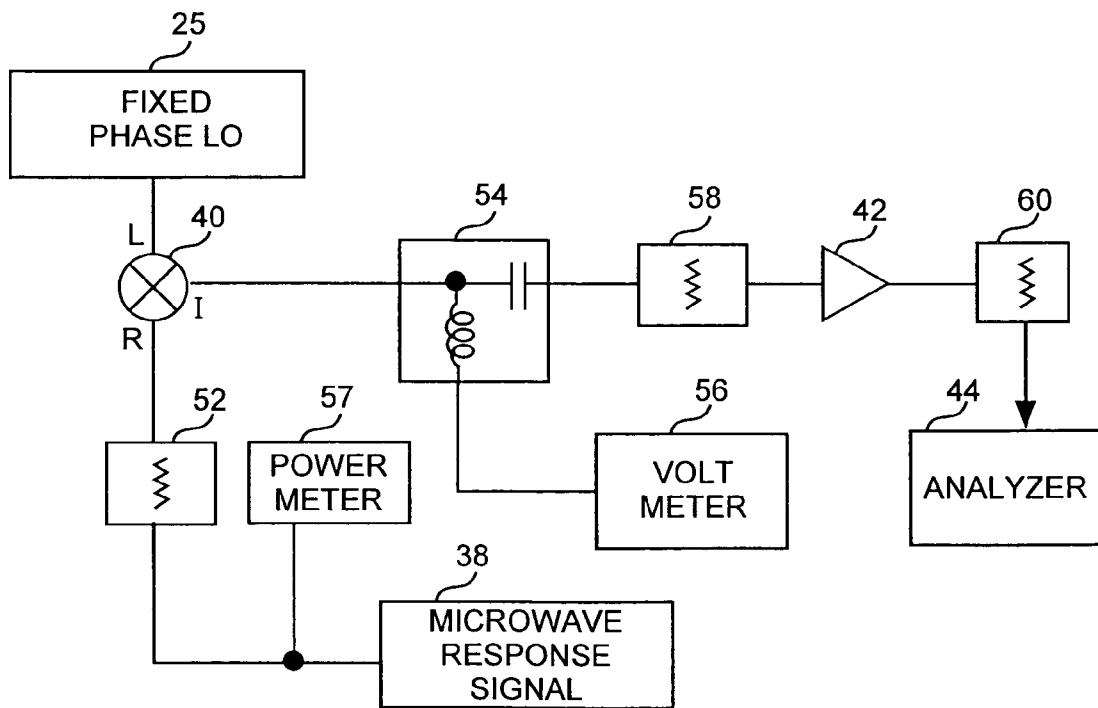 25
FIXED
PHASE LO
L
40
I
R
54
58
42
60
52
57
POWER
METER
56
VOLT
METER
44
ANALYZER
38
MICROWAVE
RESPONSE
SIGNAL